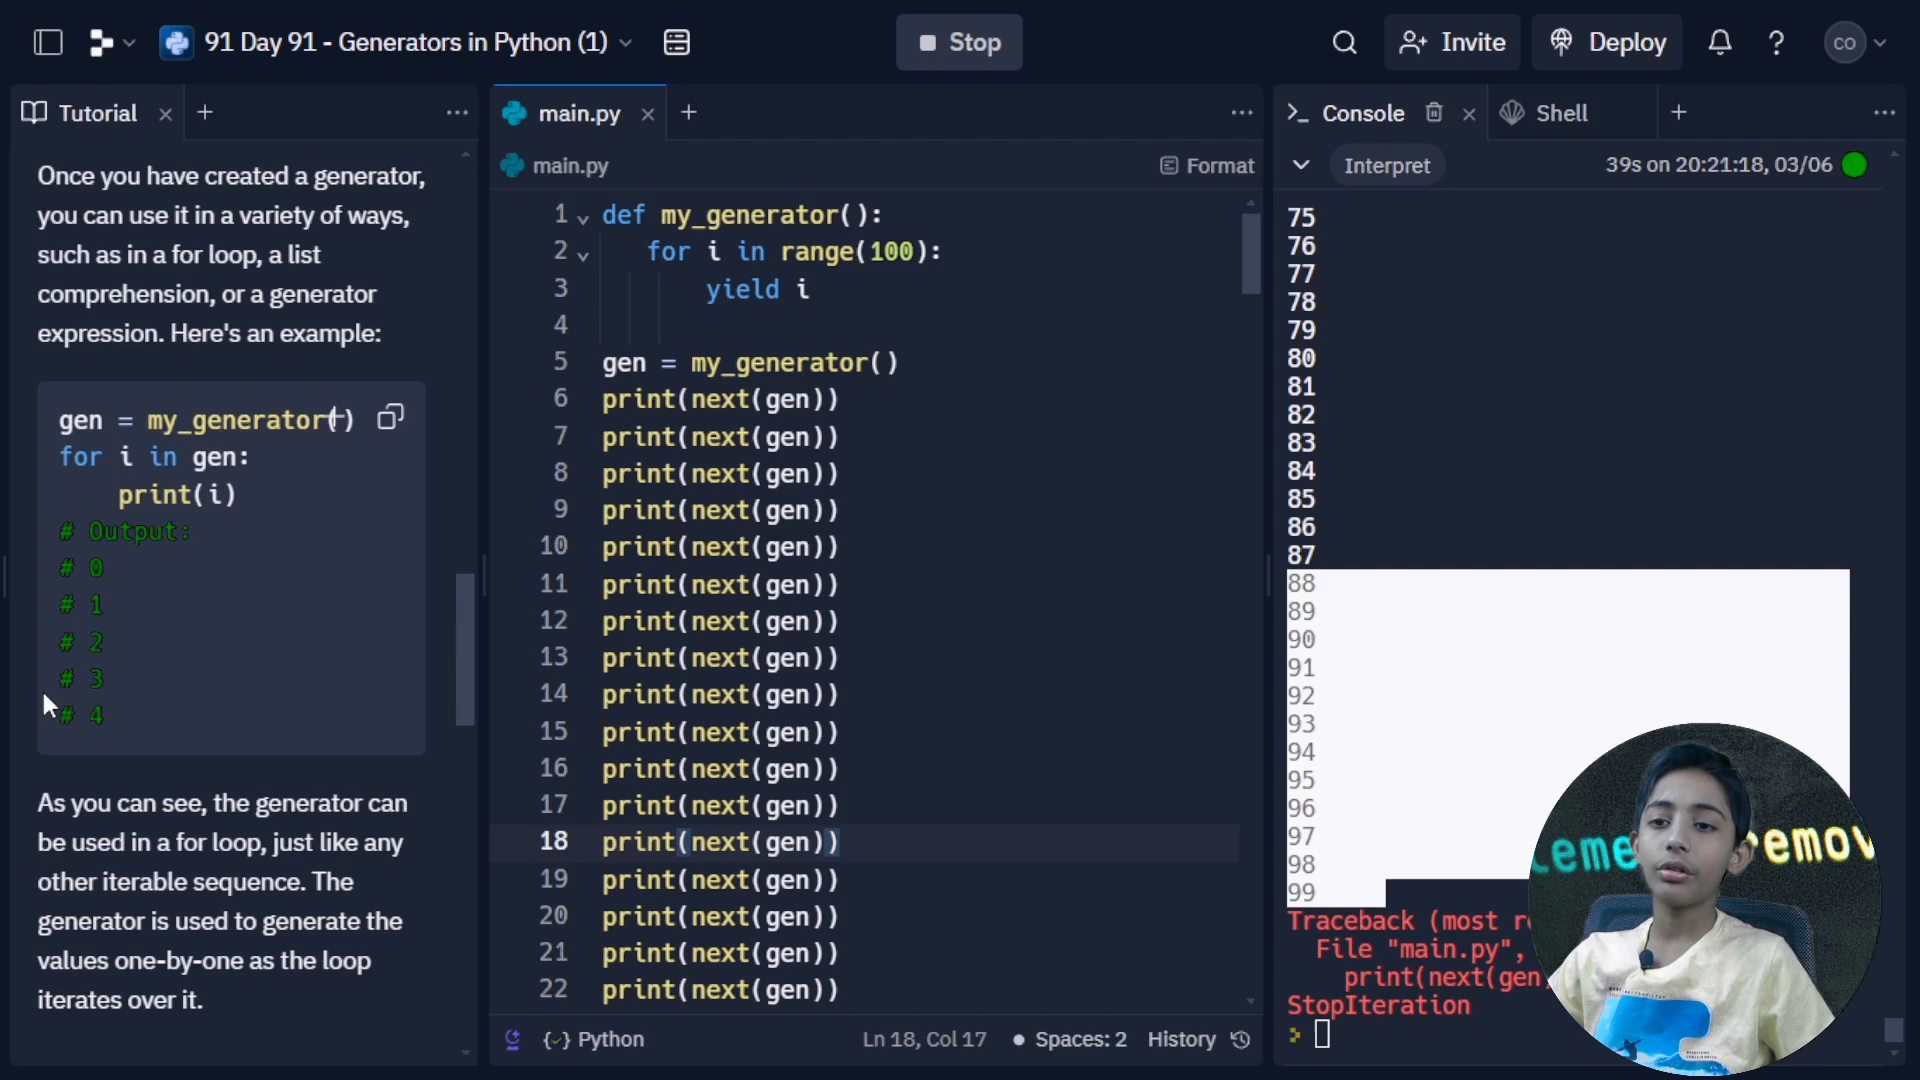 91 Day 91 - Generators in Python (1)
Stop
Invite
Deploy
CO
Tutorial
Once you have created a generator,
you can use it in a variety of ways,
such as in a for loop, a list
comprehension, or a generator
expression. Here's an example:
gen = my_generator()
for i in gen:
print(i)
# Output:
# 0
# 1
# 2
# 3
# 4
As you can see, the generator can
be used in a for loop, just like any
other iterable sequence. The
generator is used to generate the
values one-by-one as the loop
iterates over it.
main.py
main.py
Format
1 def my_generator():
2 for i in range(100):
3 yield i
4
5 gen = my_generator()
6 print(next(gen))
7 print(next(gen))
8 print(next(gen))
9 print(next(gen))
10 print(next(gen))
11 print(next(gen))
12 print(next(gen))
13 print(next(gen))
14 print(next(gen))
15 print(next(gen))
16 print(next(gen))
17 print(next(gen))
18 print(next(gen))
19 print(next(gen))
20 print(next(gen))
21 print(next(gen))
22 print(next(gen))
Python
Ln 18, Col 17
Spaces: 2
History
Console
Shell
Interpret
39s on 20:21:18, 03/06
75
76
77
78
79
80
81
82
83
84
85
86
87
88
89
90
91
92
93
94
95
96
97
98
99
Traceback (most
File "main.py",
print(next(gen
StopIteration